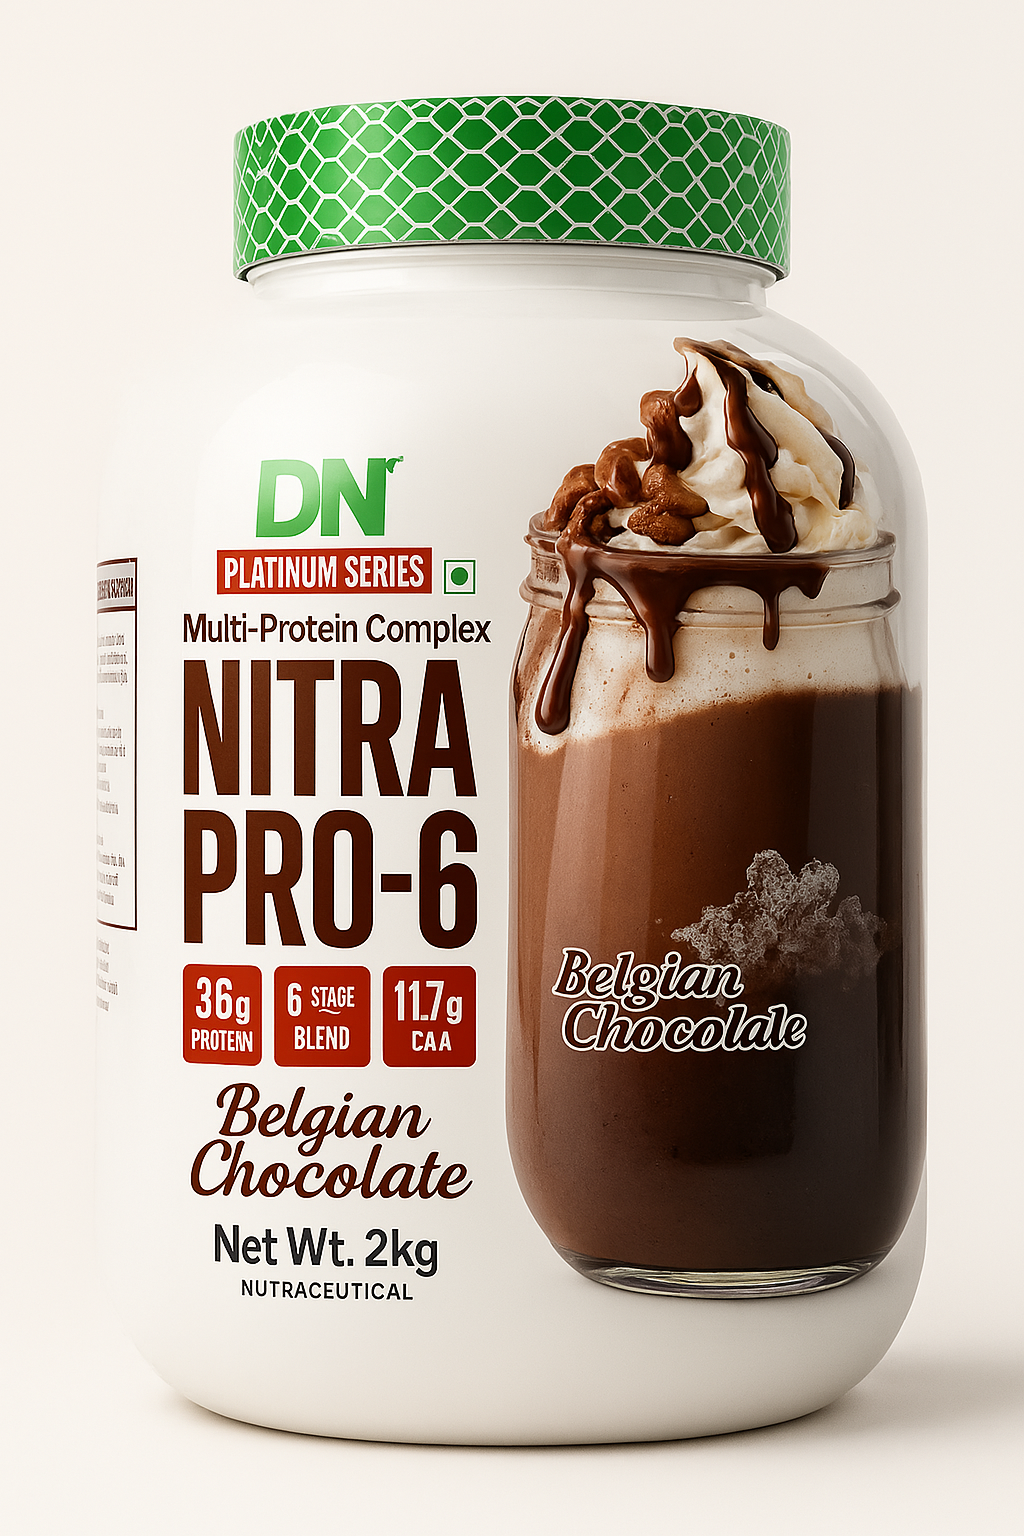 DN
PLATINUM SERIES
Multi-Protein Complex
NITRA
PRO-6
36g
PROTEIN
6 STAGE
BLEND
11.7g
CAA
Belgian
Chocolate
Net Wt. 2kg
NUTRACEUTICAL
Belgian
Chocolale